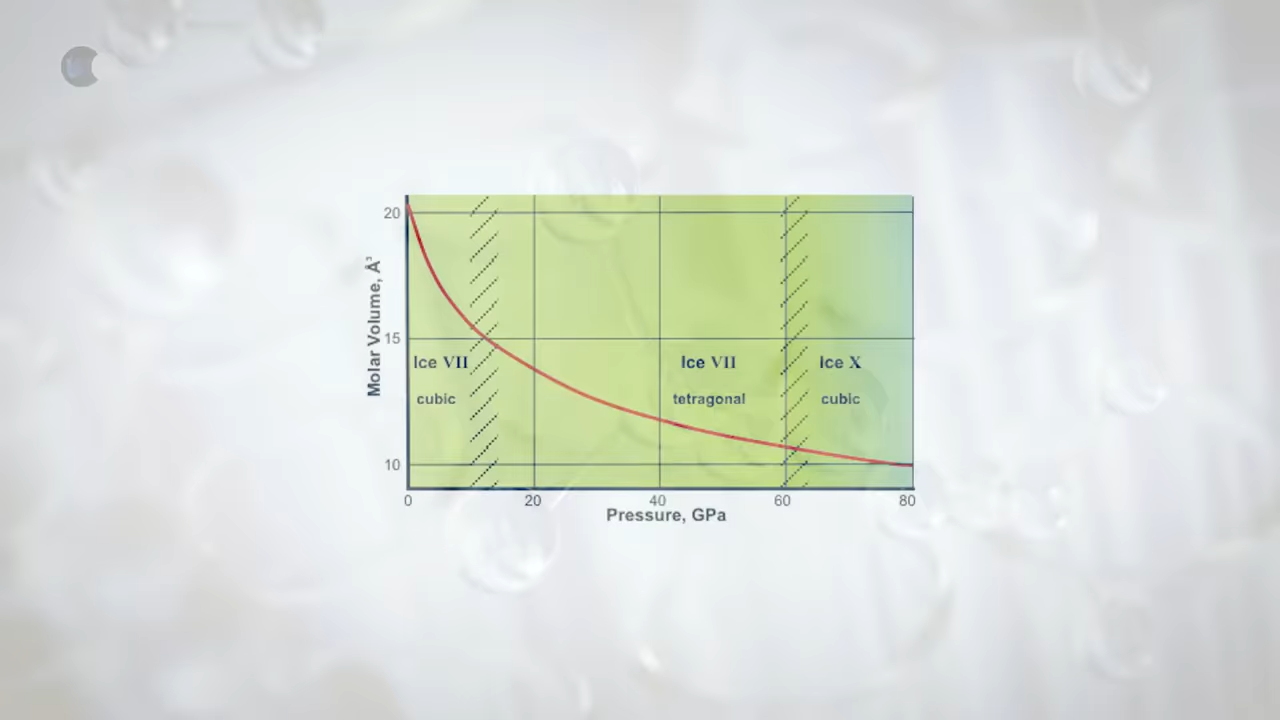 20
15
10
Molar Volume, Å³
Ice VII
cubic
Ice VII
tetragonal
Ice X
cubic
0
20
40
60
80
Pressure, GPa